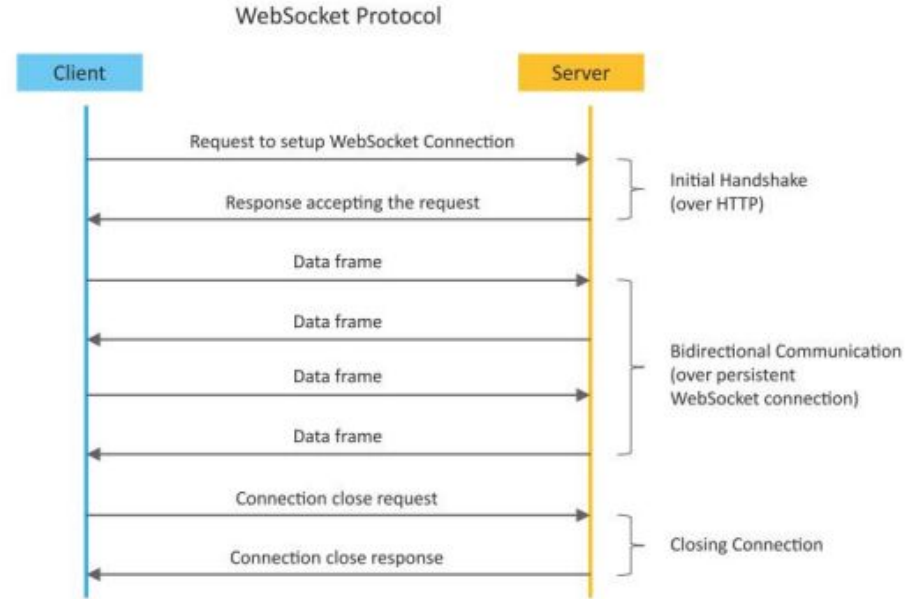 WebSocket Protocol
Client
Server
Request to setup WebSocket Connection
Response accepting the request
Initial Handshake
(over HTTP)
Data frame
Data frame
Data frame
Data frame
Bidirectional Communication
(over persistent
WebSocket connection)
Connection close request
Connection close response
Closing Connection